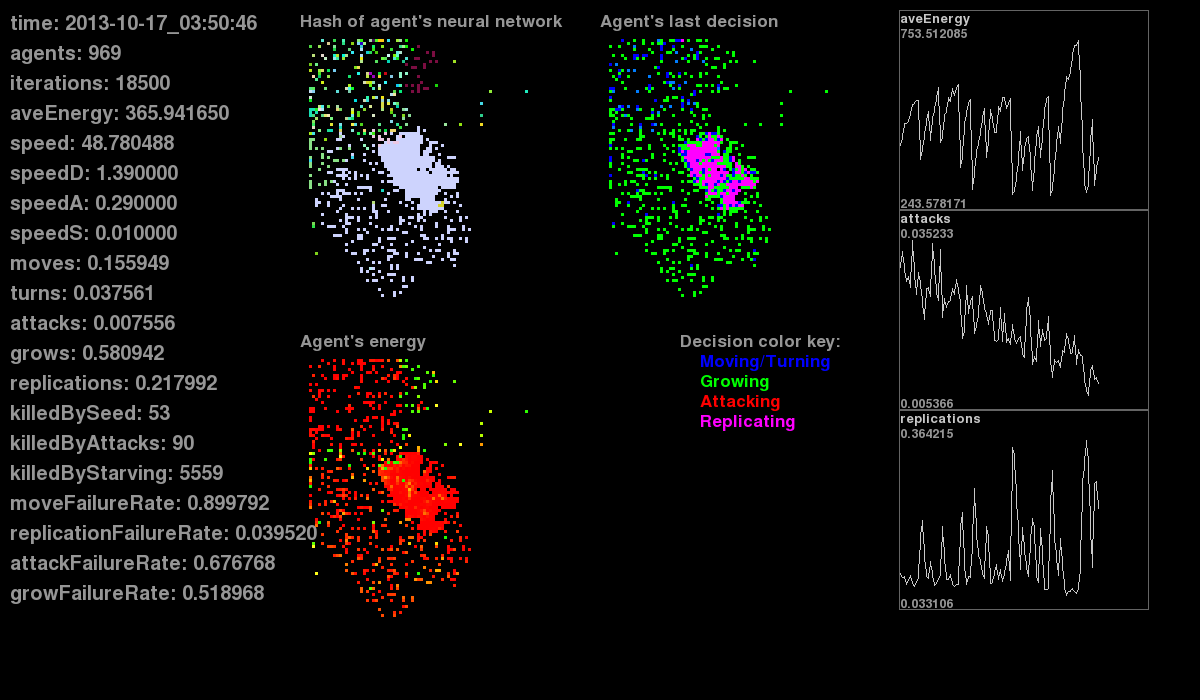 time: 2013-10-17_03:50:46
agents: 969
iterations: 18500
aveEnergy: 365.941650
speed: 48.780488
speedD: 1.390000
speedA: 0.290000
speedS: 0.010000
moves: 0.155949
turns: 0.037561
attacks: 0.007556
grows: 0.580942
replications: 0.217992
killedBySeed: 53
killedByAttacks: 90
killedByStarving: 5559
moveFailureRate: 0.899792
replicationFailureRate: 0.039520
attackFailureRate: 0.676768
growFailureRate: 0.518968
Hash of agent's neural network
Agent's last decision
Agent's energy
Decision color key:
Moving/Turning
Growing
Attacking
Replicating
aveEnergy
753.512085
243.578171
attacks
0.035233
0.005366
replications
0.364215
0.033106